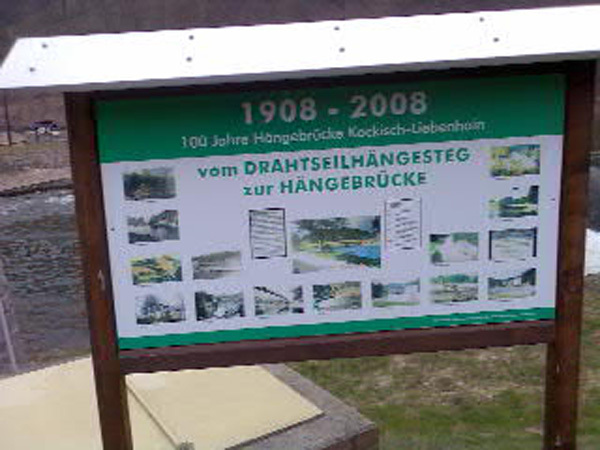 1908 - 2008
100 Jahre Hängebrücke Kockisch-Liebenhain
vom DRAHTSEILHÄNGESTEG
zur HÄNGEBRÜCKE